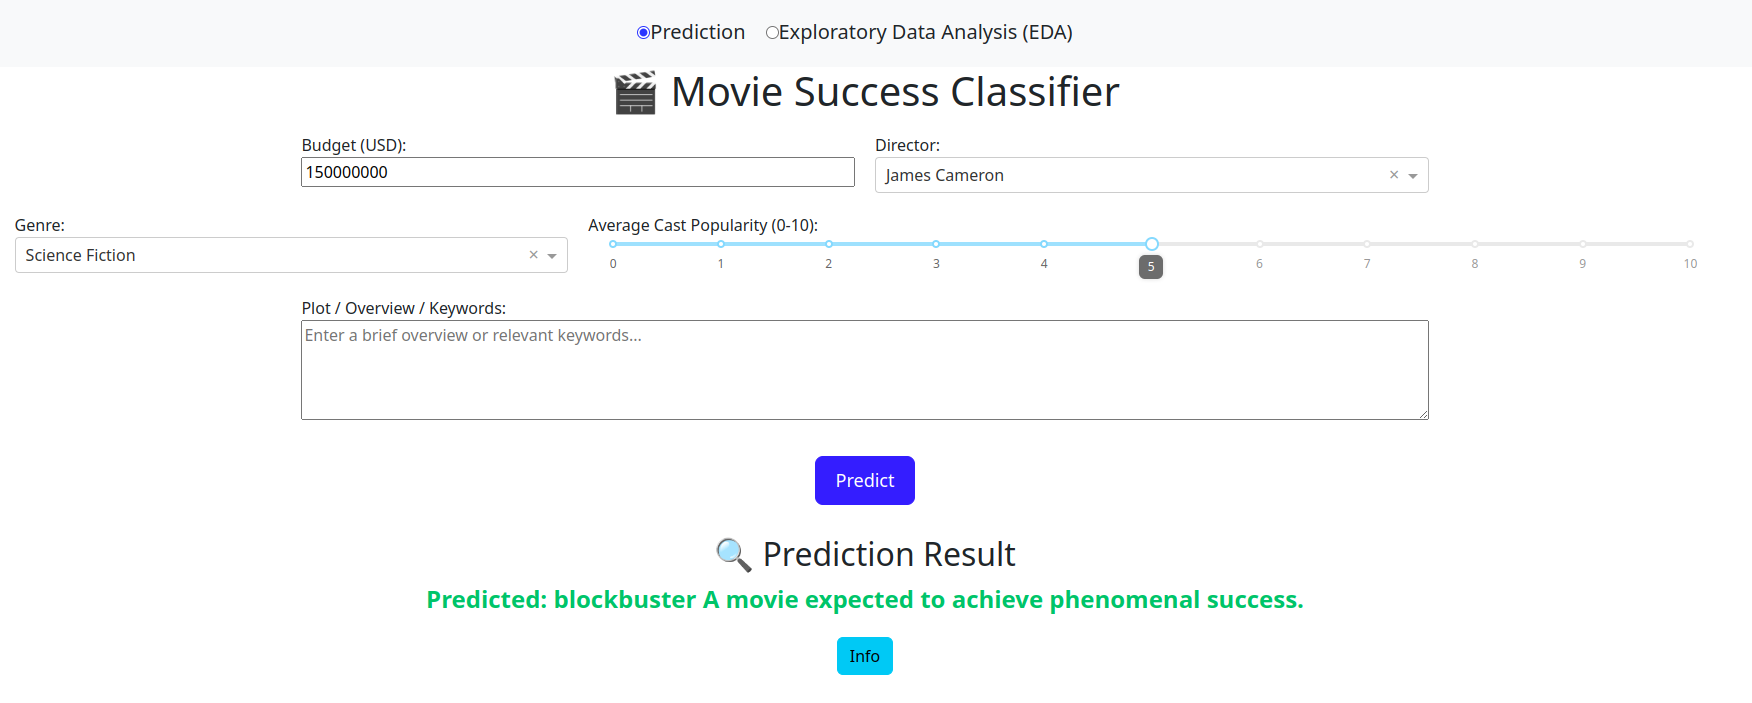 Prediction Exploratory Data Analysis (EDA)
🎬 Movie Success Classifier
Budget (USD): Director:
150000000 James Cameron × 
Genre: Average Cast Popularity (0-10):
Science Fiction ×
0 1 2 3 4 5 6 7 8 9 10
Plot / Overview / Keywords:
Enter a brief overview or relevant keywords...
Predict
🔍 Prediction Result
Predicted: blockbuster A movie expected to achieve phenomenal success.
Info